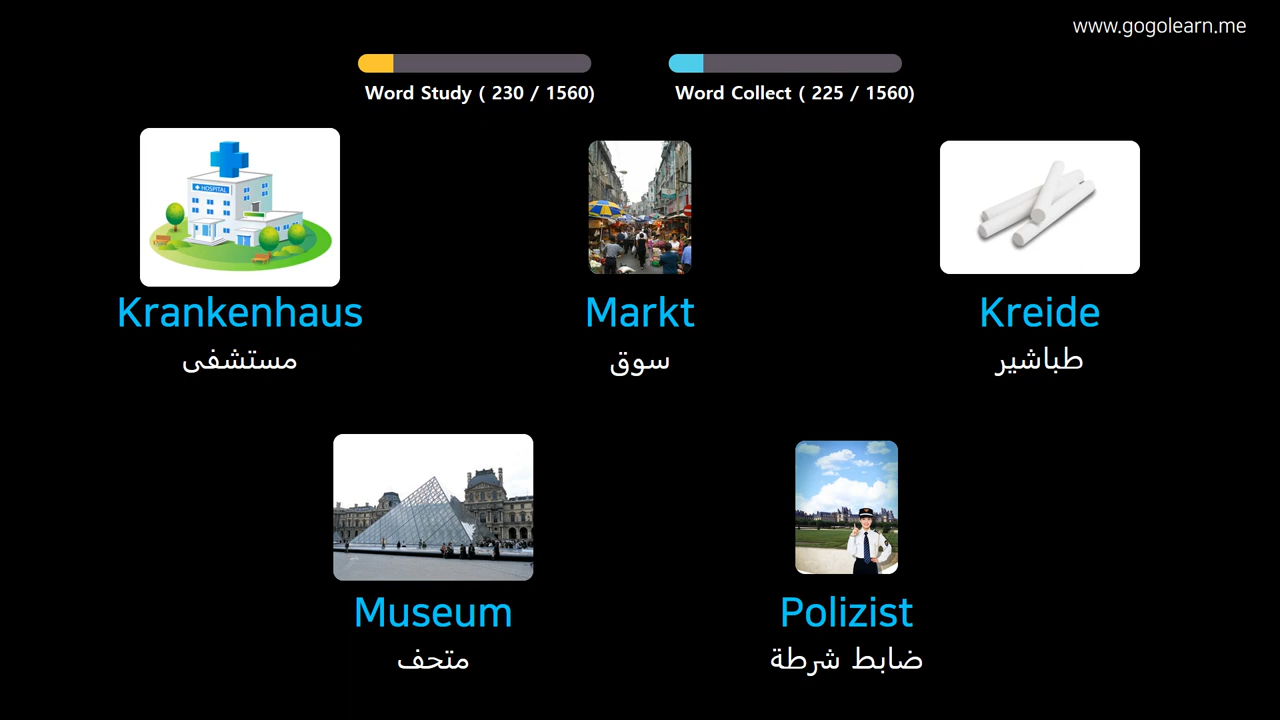 www.gogolearn.me
Word Study ( 230 / 1560)
Word Collect ( 225 / 1560)
HOSPITAL
Krankenhaus
مستشفى
Markt
سوق
Kreide
طباشير
Museum
متحف
Polizist
ضابط شرطة